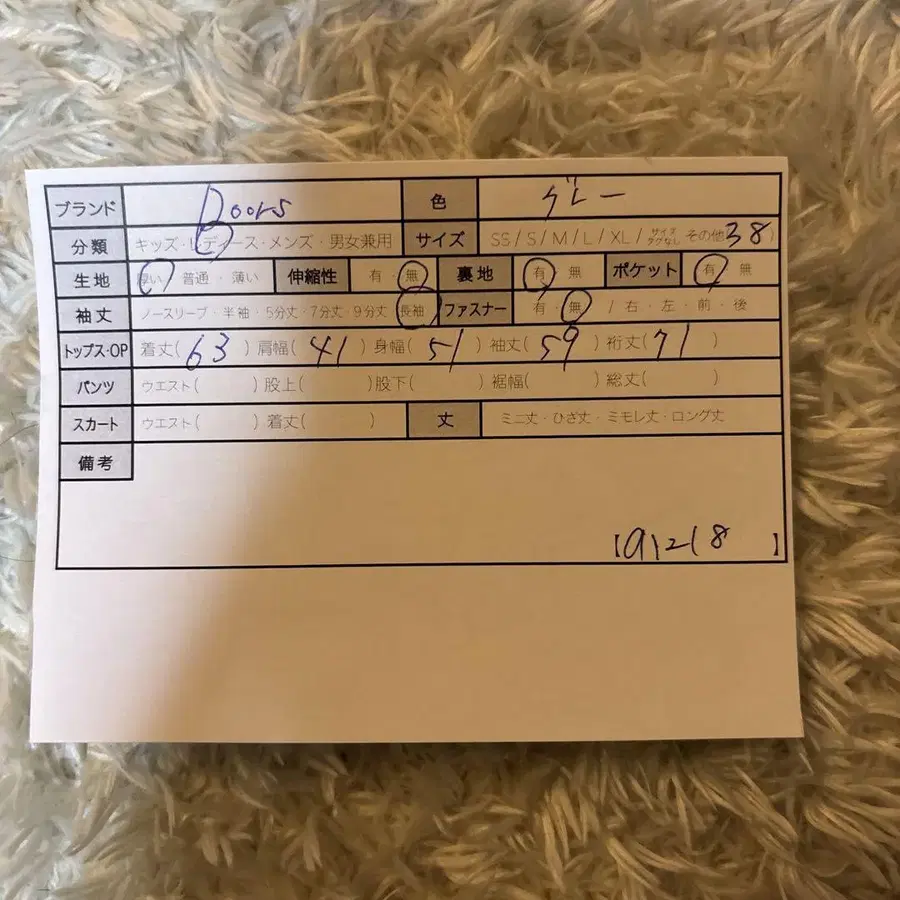 ブランド Doors 色 グレー
分類 キッズ・レディース・メンズ・男女兼用 サイズ SS / S / M / L / XL / サイズタグなし その他 38 )
生地 厚い 普通・薄い 伸縮性 有・無 裏地 有 無 ポケット 有 無
袖丈 ノースリーブ・半袖・5分丈・7分丈・9分丈 長袖 ファスナー 有・無 / 右・左・前・後
トップス・OP 着丈( 63 ) 肩幅( 41 ) 身幅( 51 ) 袖丈( 59 ) 裄丈( 71 )
パンツ ウエスト( ) 股上( ) 股下( ) 裾幅( ) 総丈( )
スカート ウエスト( ) 着丈( ) 丈 ミニ丈・ひざ丈・ミモレ丈・ロング丈
備考
【 a1218 】